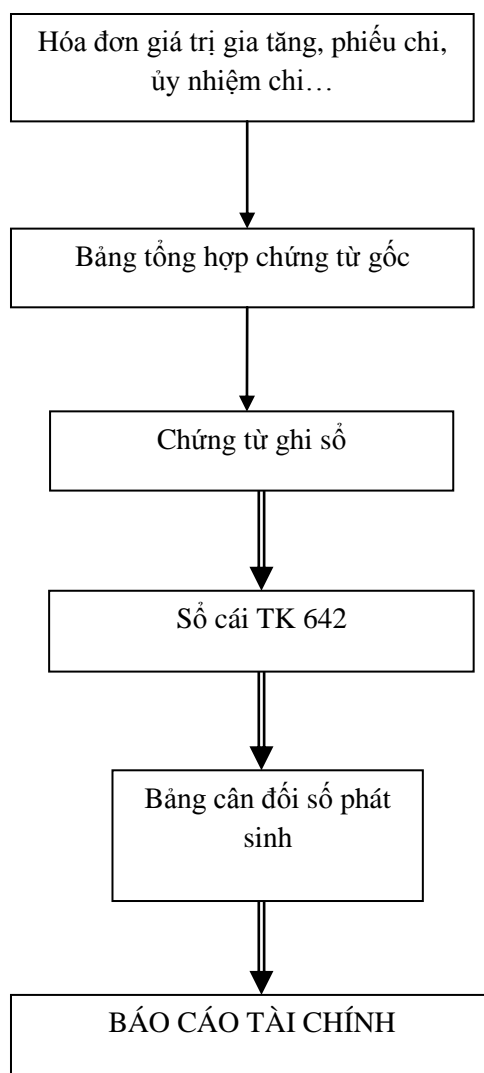 Hóa đơn giá trị gia tăng, phiếu chi,
ủy nhiệm chi…
Bảng tổng hợp chứng từ gốc
Chứng từ ghi sổ
Sổ cái TK 642
Bảng cân đối số phát
sinh
BÁO CÁO TÀI CHÍNH